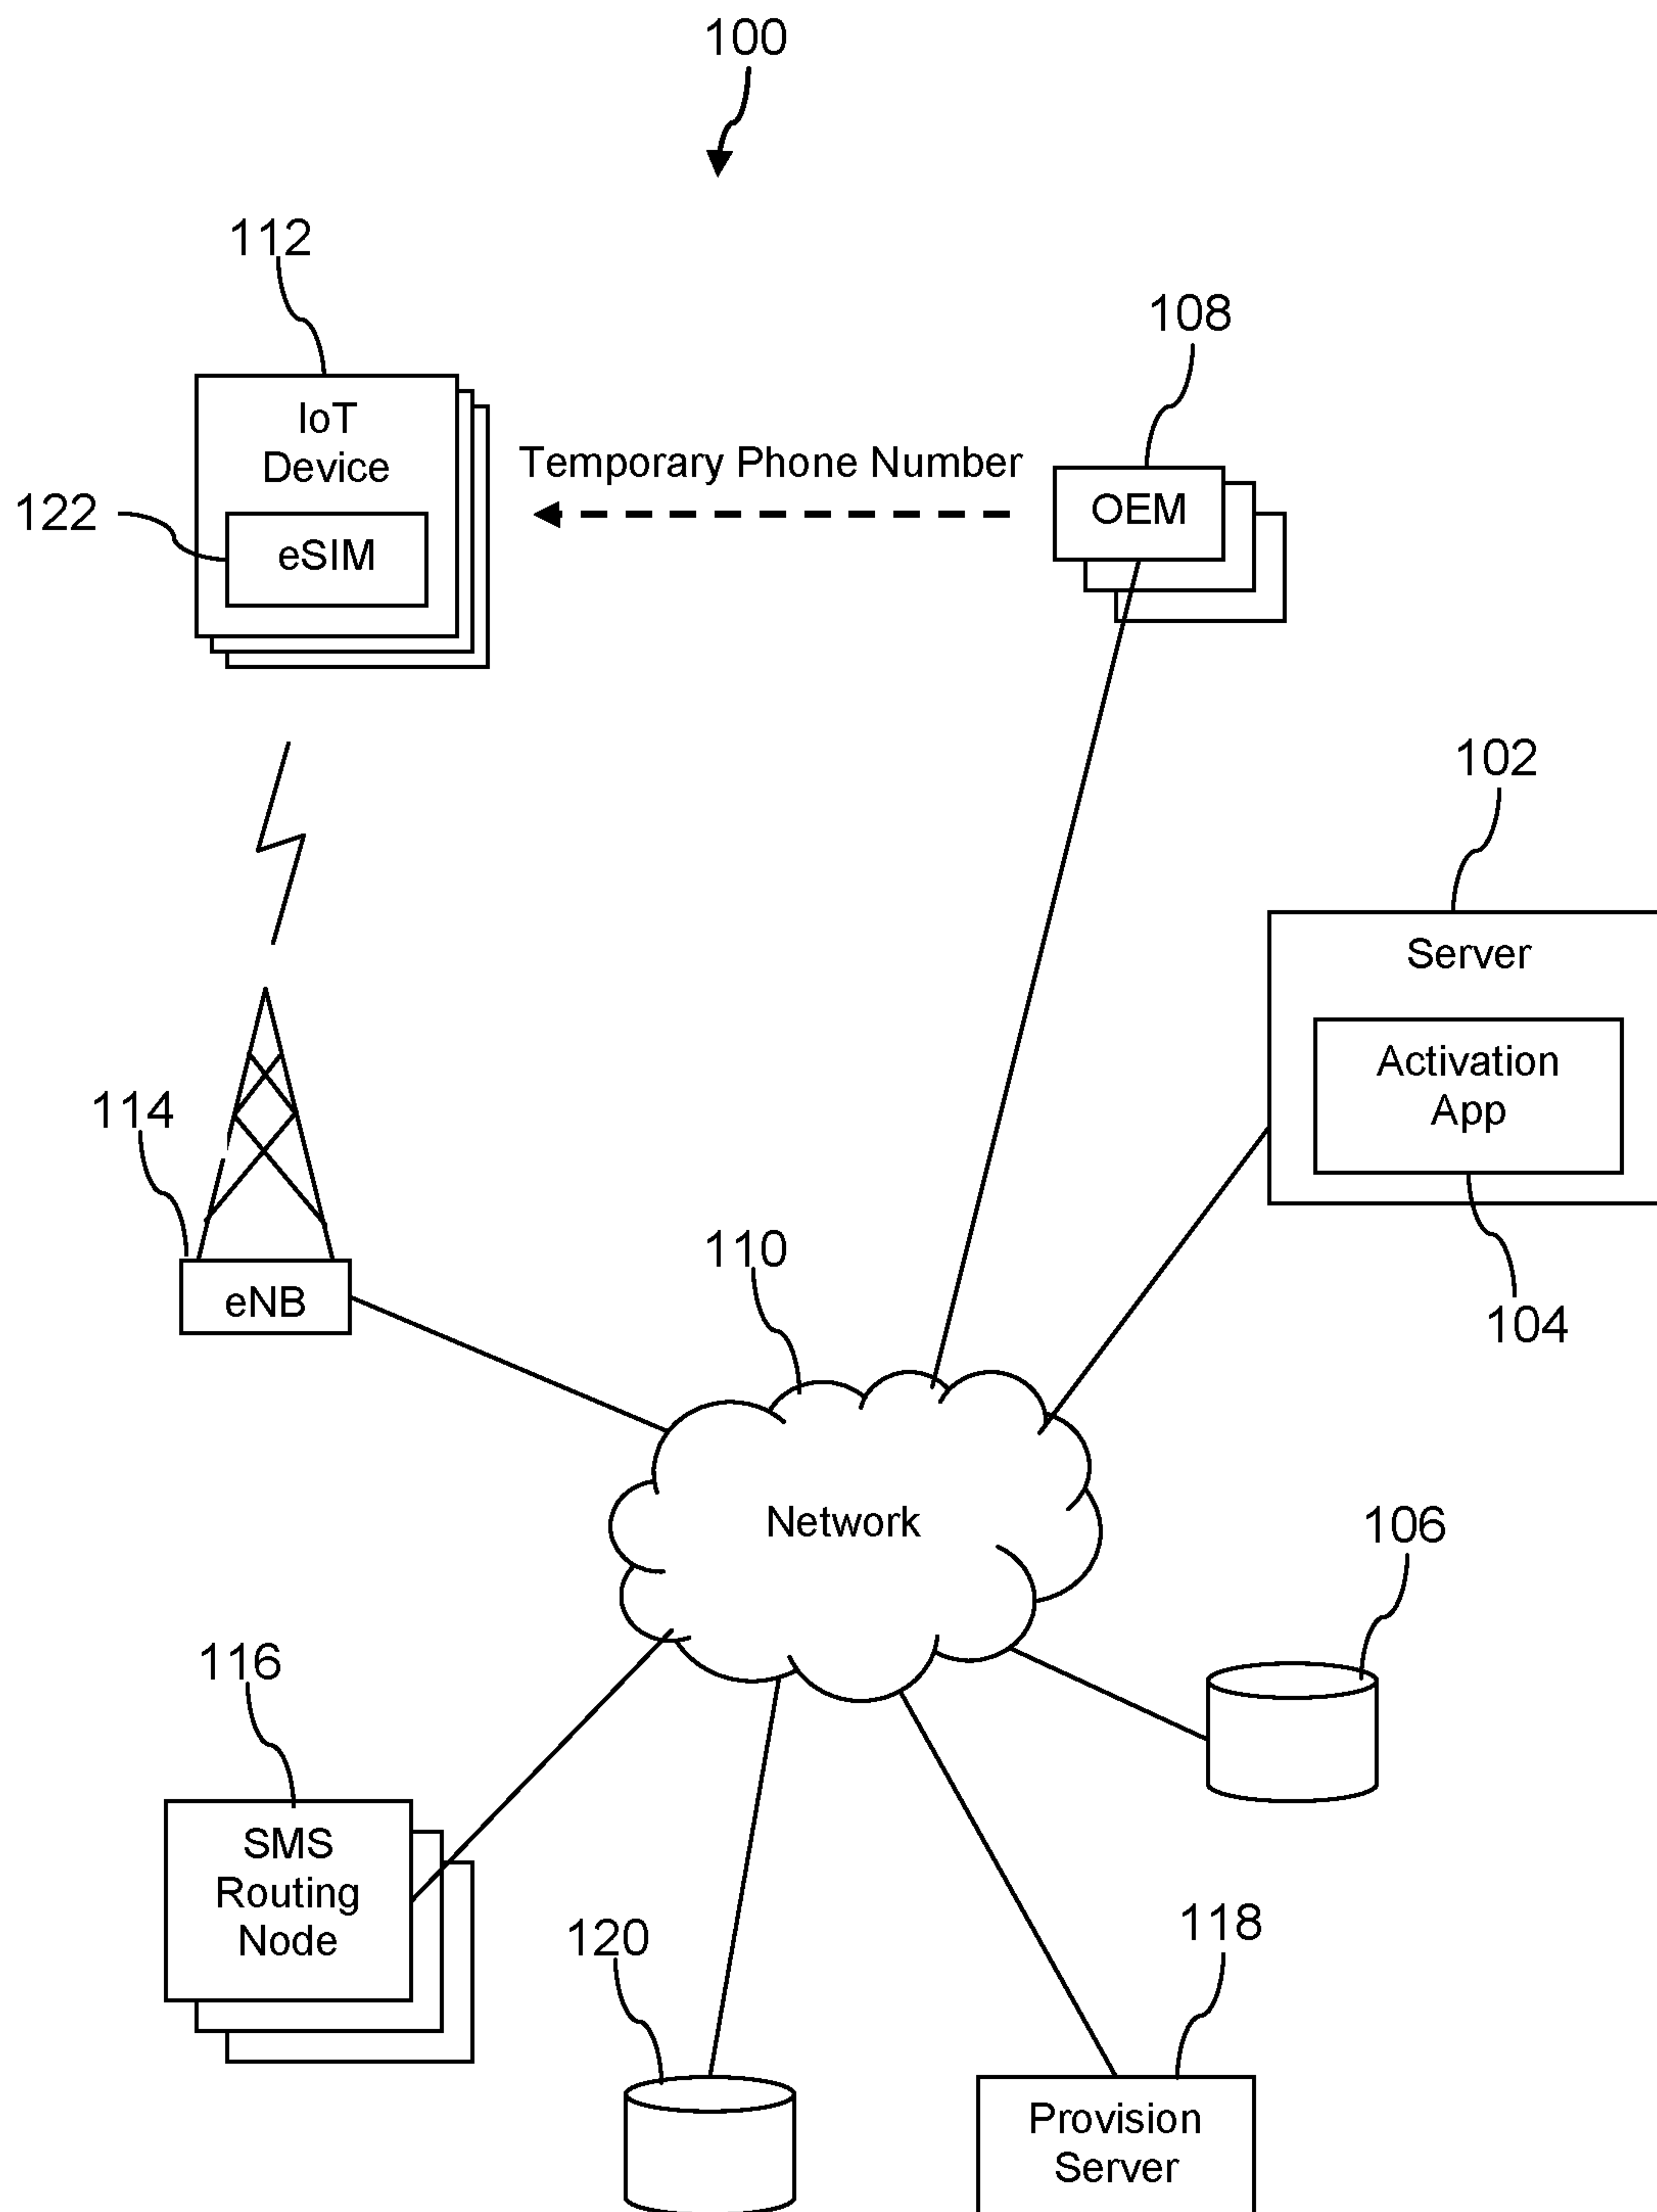 100
112
108
IoT
Device
Temporary Phone Number
OEM
122
eSIM
102
Server
Activation
App
114
110
104
eNB
Network
106
116
SMS
Routing
Node
120
118
Provision
Server